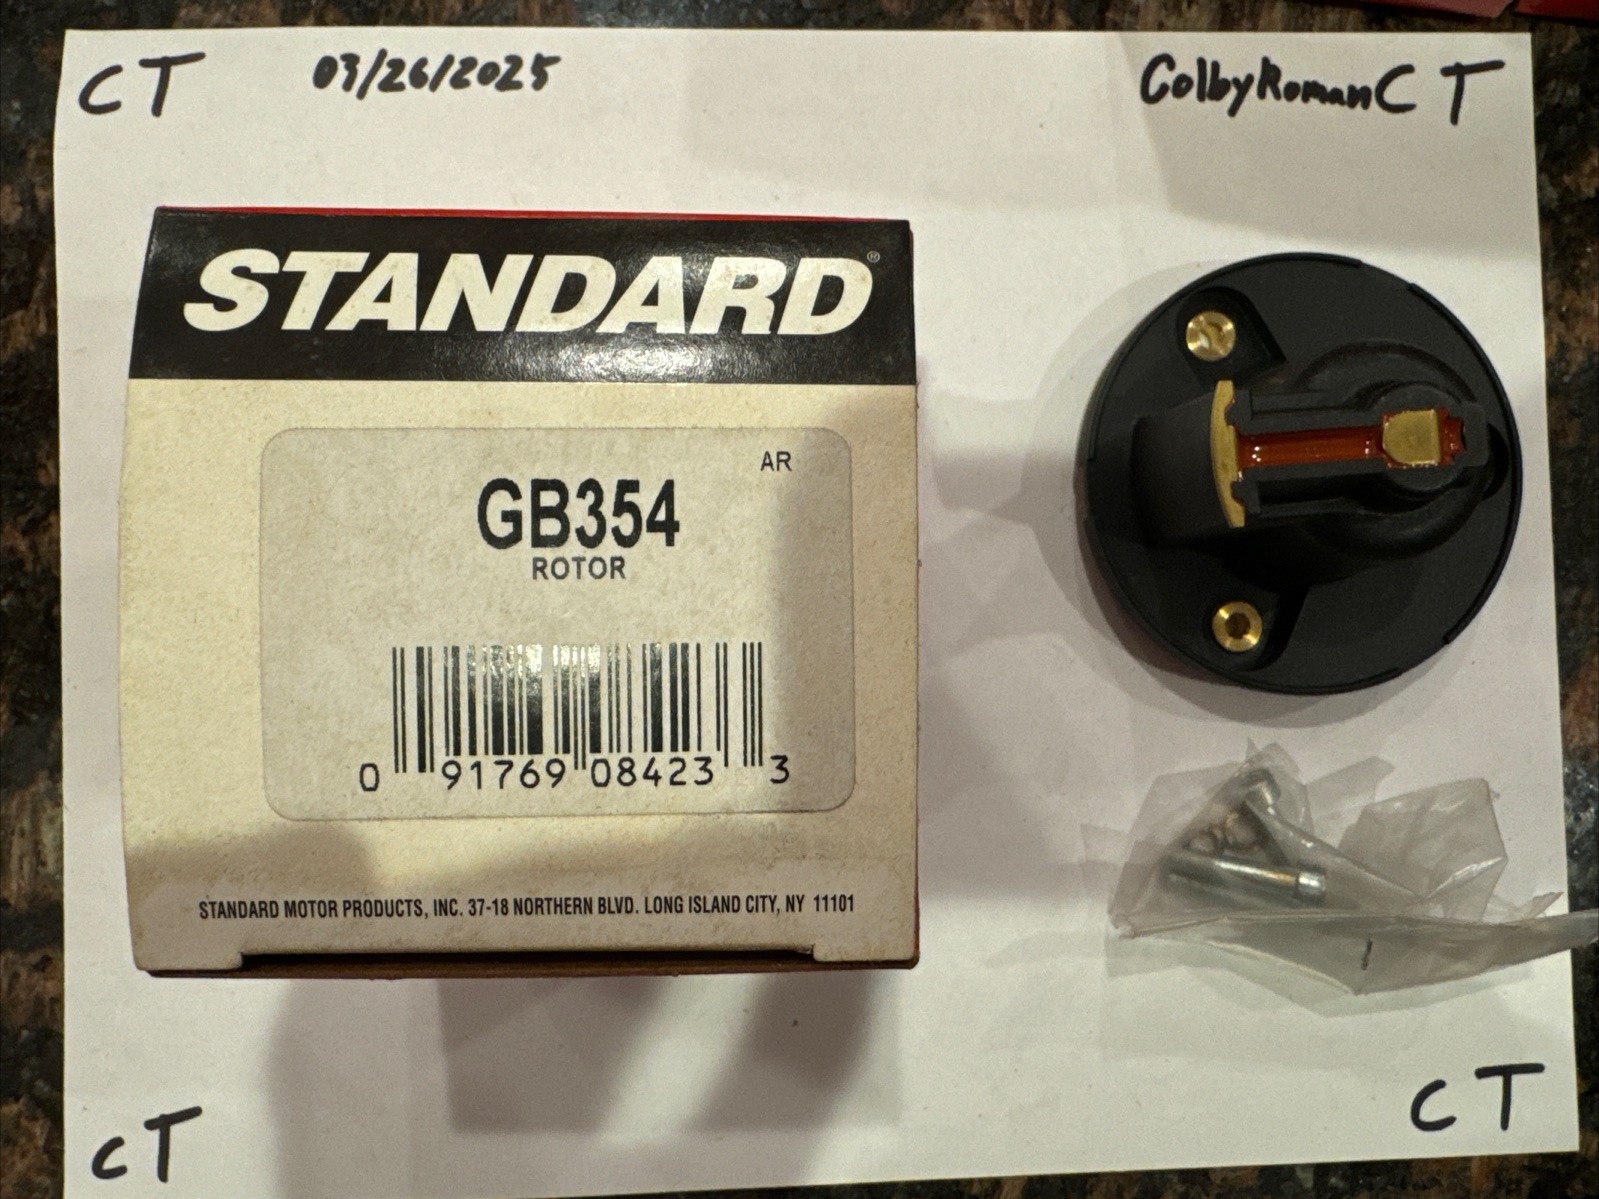 CT 03/26/2025 ColbyRomanCT
STANDARD®
AR
GB354
ROTOR
0 91769 08423 3
STANDARD MOTOR PRODUCTS, INC. 37-18 NORTHERN BLVD. LONG ISLAND CITY, NY 11101
CT
CT